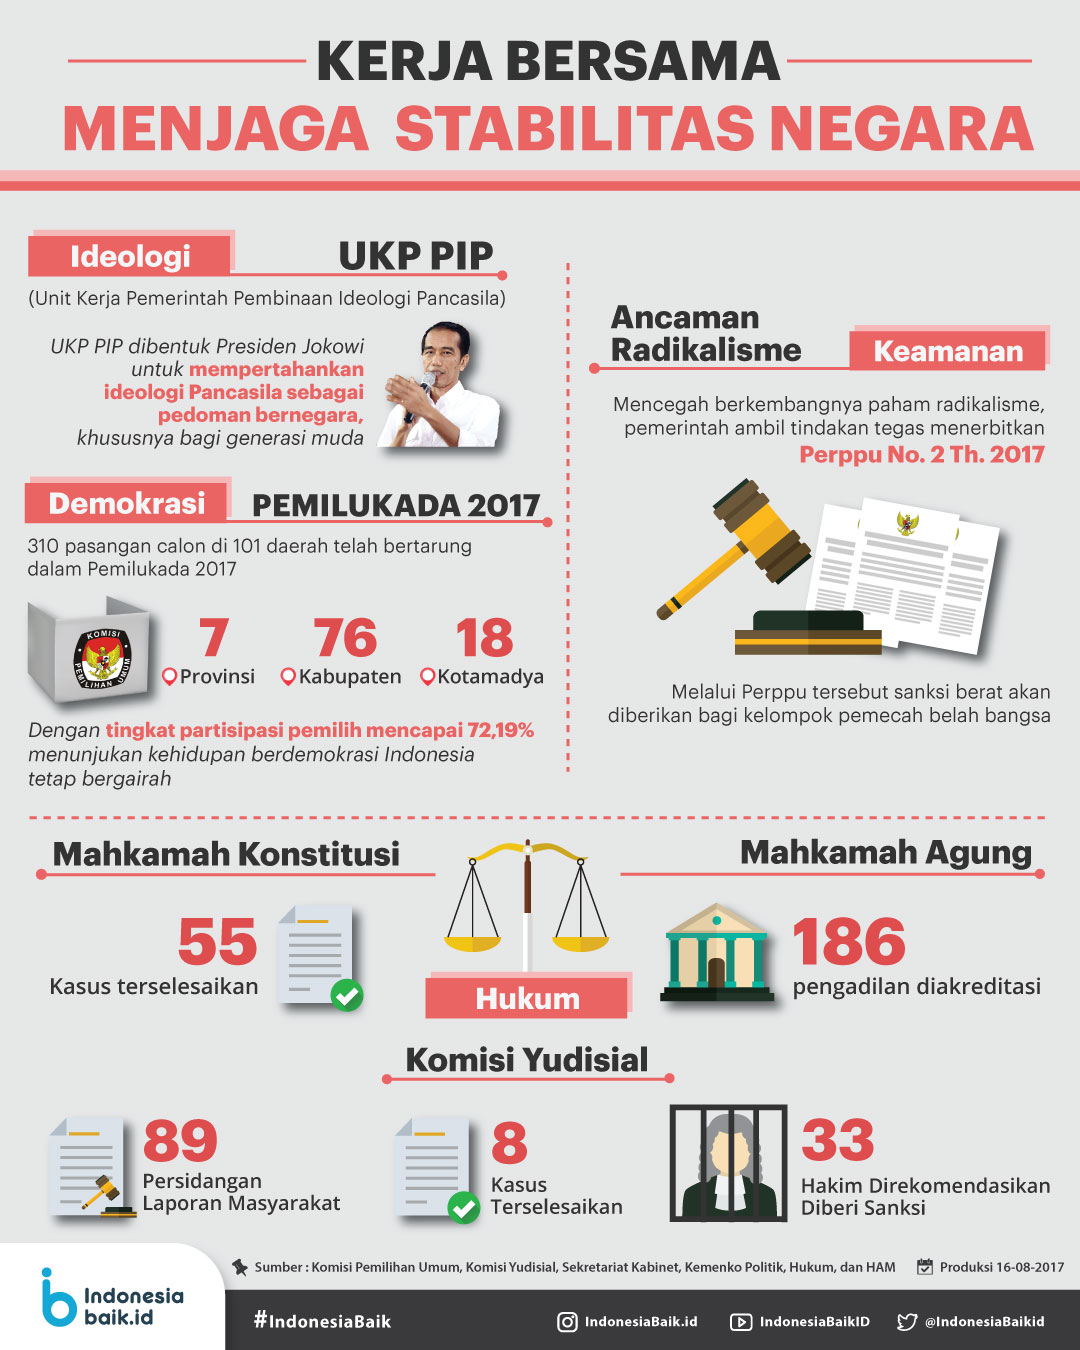 KERJA BERSAMA
MENJAGA STABILITAS NEGARA
Ideologi
UKP PIP
(Unit Kerja Pemerintah Pembinaan Ideologi Pancasila)
UKP PIP dibentuk Presiden Jokowi
untuk mempertahankan
ideologi Pancasila sebagai
pedoman bernegara,
khususnya bagi generasi muda
Demokrasi
PEMILUKADA 2017
310 pasangan calon di 101 daerah telah bertarung
dalam Pemilukada 2017
KOMISI
PEMILIHAN UMUM
7
Provinsi
76
Kabupaten
18
Kotamadya
Dengan tingkat partisipasi pemilih mencapai 72,19%
menunjukan kehidupan berdemokrasi Indonesia
tetap bergairah
Ancaman
Radikalisme
Keamanan
Mencegah berkembangnya paham radikalisme,
pemerintah ambil tindakan tegas menerbitkan
Perppu No. 2 Th. 2017
Melalui Perppu tersebut sanksi berat akan
diberikan bagi kelompok pemecah belah bangsa
Mahkamah Konstitusi
55
Kasus terselesaikan
Hukum
Mahkamah Agung
186
pengadilan diakreditasi
Komisi Yudisial
89
Persidangan
Laporan Masyarakat
8
Kasus
Terselesaikan
33
Hakim Direkomendasikan
Diberi Sanksi
Sumber : Komisi Pemilihan Umum, Komisi Yudisial, Sekretariat Kabinet, Kemenko Politik, Hukum, dan HAM
Produksi 16-08-2017
Indonesia
baik.id
#IndonesiaBaik
IndonesiaBaik.id
IndonesiaBaikID
@IndonesiaBaikid